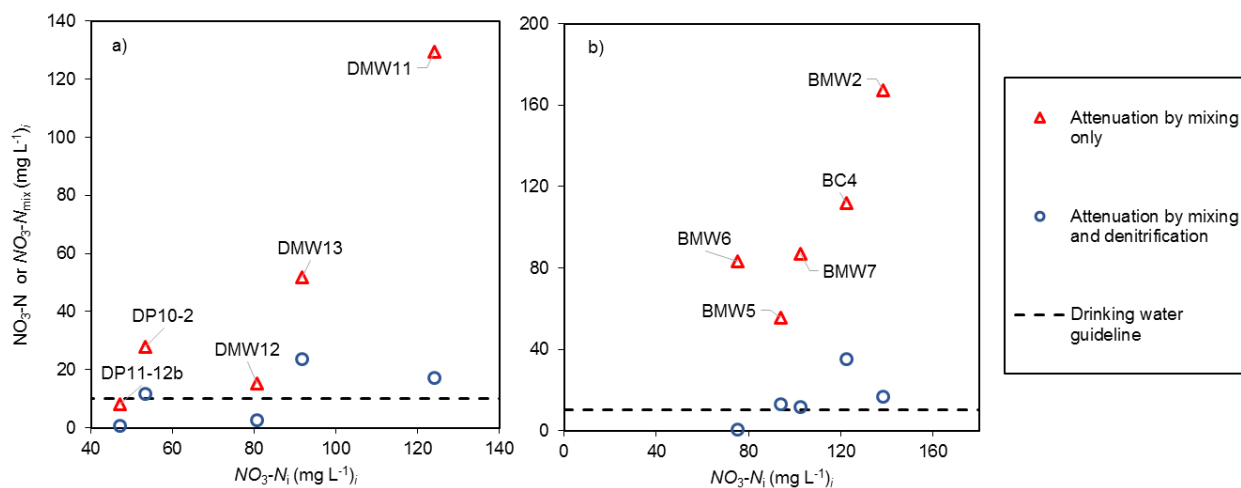 a)
NO3-N or NO3-Nmix (mg L-1)i
140
120
100
80
60
40
20
0
DMW11
DMW13
DP10-2
DMW12
DP11-12b
40 60 80 100 120 140
NO3-Ni (mg L-1)i
b)
200
160
120
80
40
0
BMW2
BC4
BMW6
BMW7
BMW5
0 40 80 120 160
NO3-Ni (mg L-1)i
Attenuation by mixing
only
Attenuation by mixing
and denitrification
Drinking water
guideline